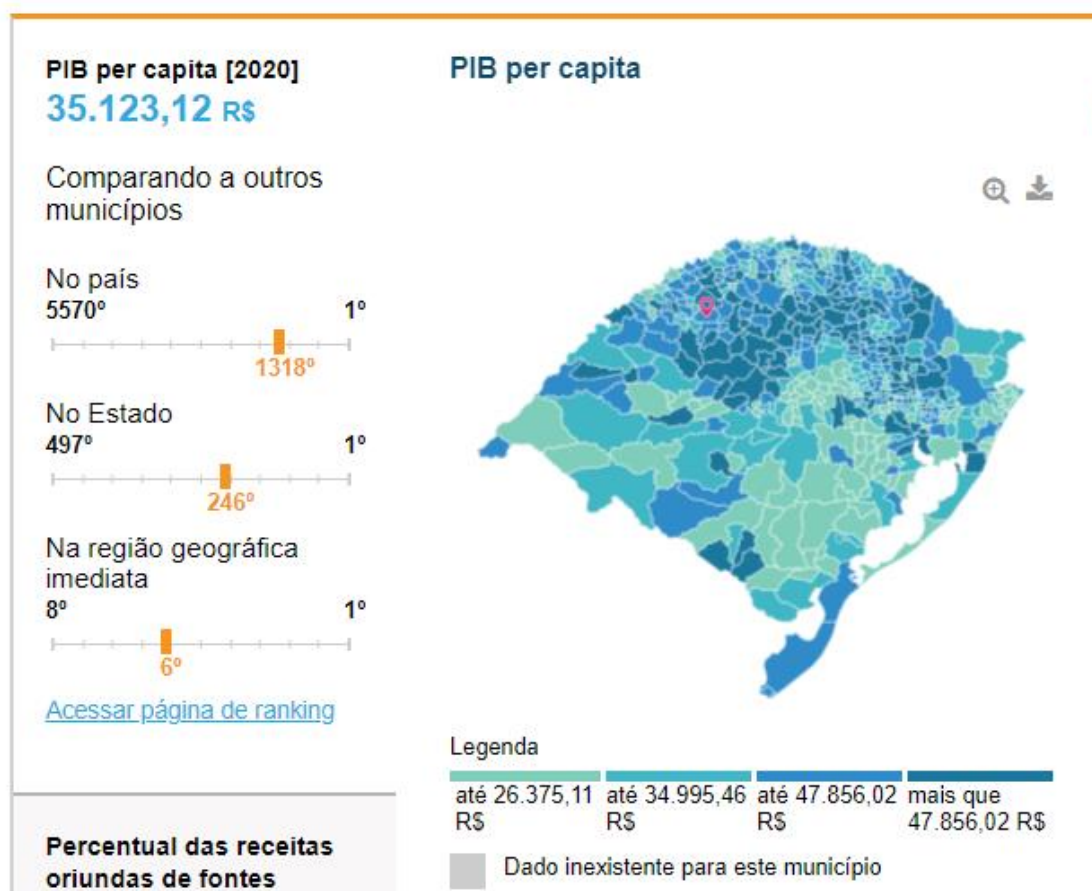 PIB per capita [2020]
35.123,12 R$
Comparando a outros
municípios
No país
5570º 1º
1318º
No Estado
497º 1º
246º
Na região geográfica
imediata
8º 1º
6º
Acessar página de ranking
Percentual das receitas
oriundas de fontes
PIB per capita
Legenda
até 26.375,11 R$
até 34.995,46 R$
até 47.856,02 R$
mais que 47.856,02 R$
Dado inexistente para este município